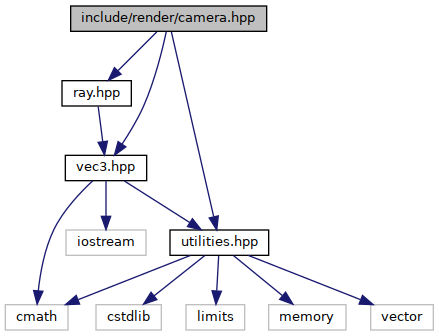 include/render/camera.hpp
ray.hpp
vec3.hpp
iostream
utilities.hpp
cmath
cstdlib
limits
memory
vector